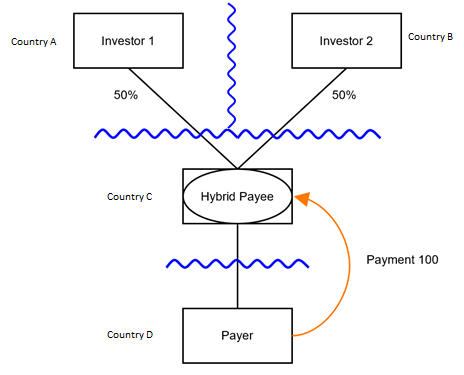 Country A
Investor 1
Investor 2
Country B
50%
50%
Country C
Hybrid Payee
Payment 100
Country D
Payer